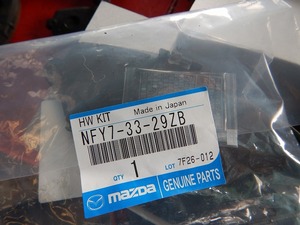 HW KIT Made in Japan
NFY7-33-29ZB
QTY 1 LOT 7F26-012
mazda GENUINE PARTS